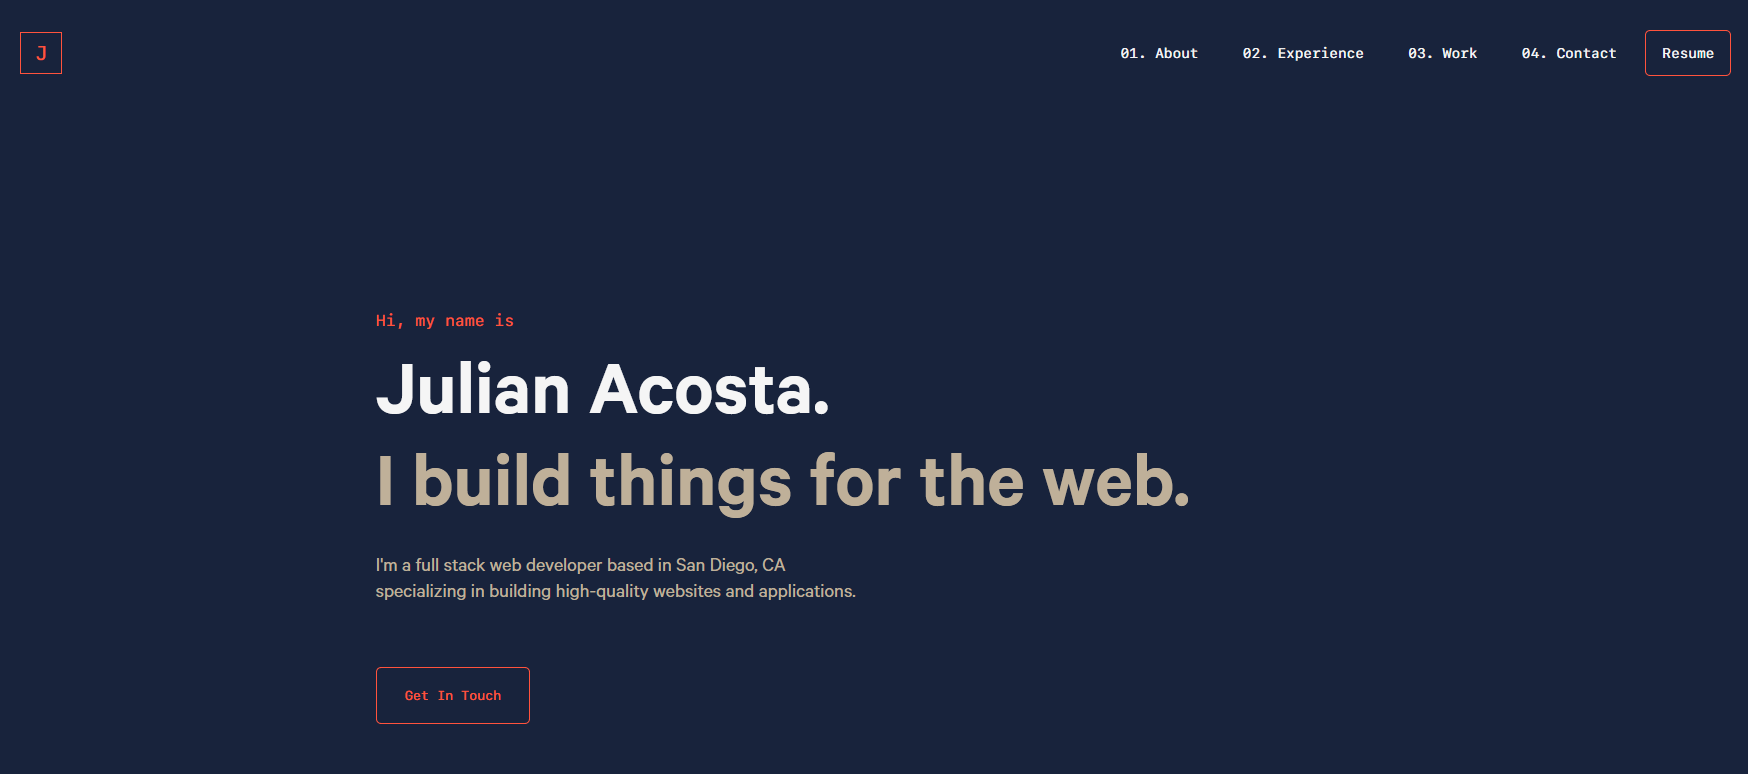 J
01. About 02. Experience 03. Work 04. Contact Resume
Hi, my name is
Julian Acosta.
I build things for the web.
I'm a full stack web developer based in San Diego, CA
specializing in building high-quality websites and applications.
Get In Touch